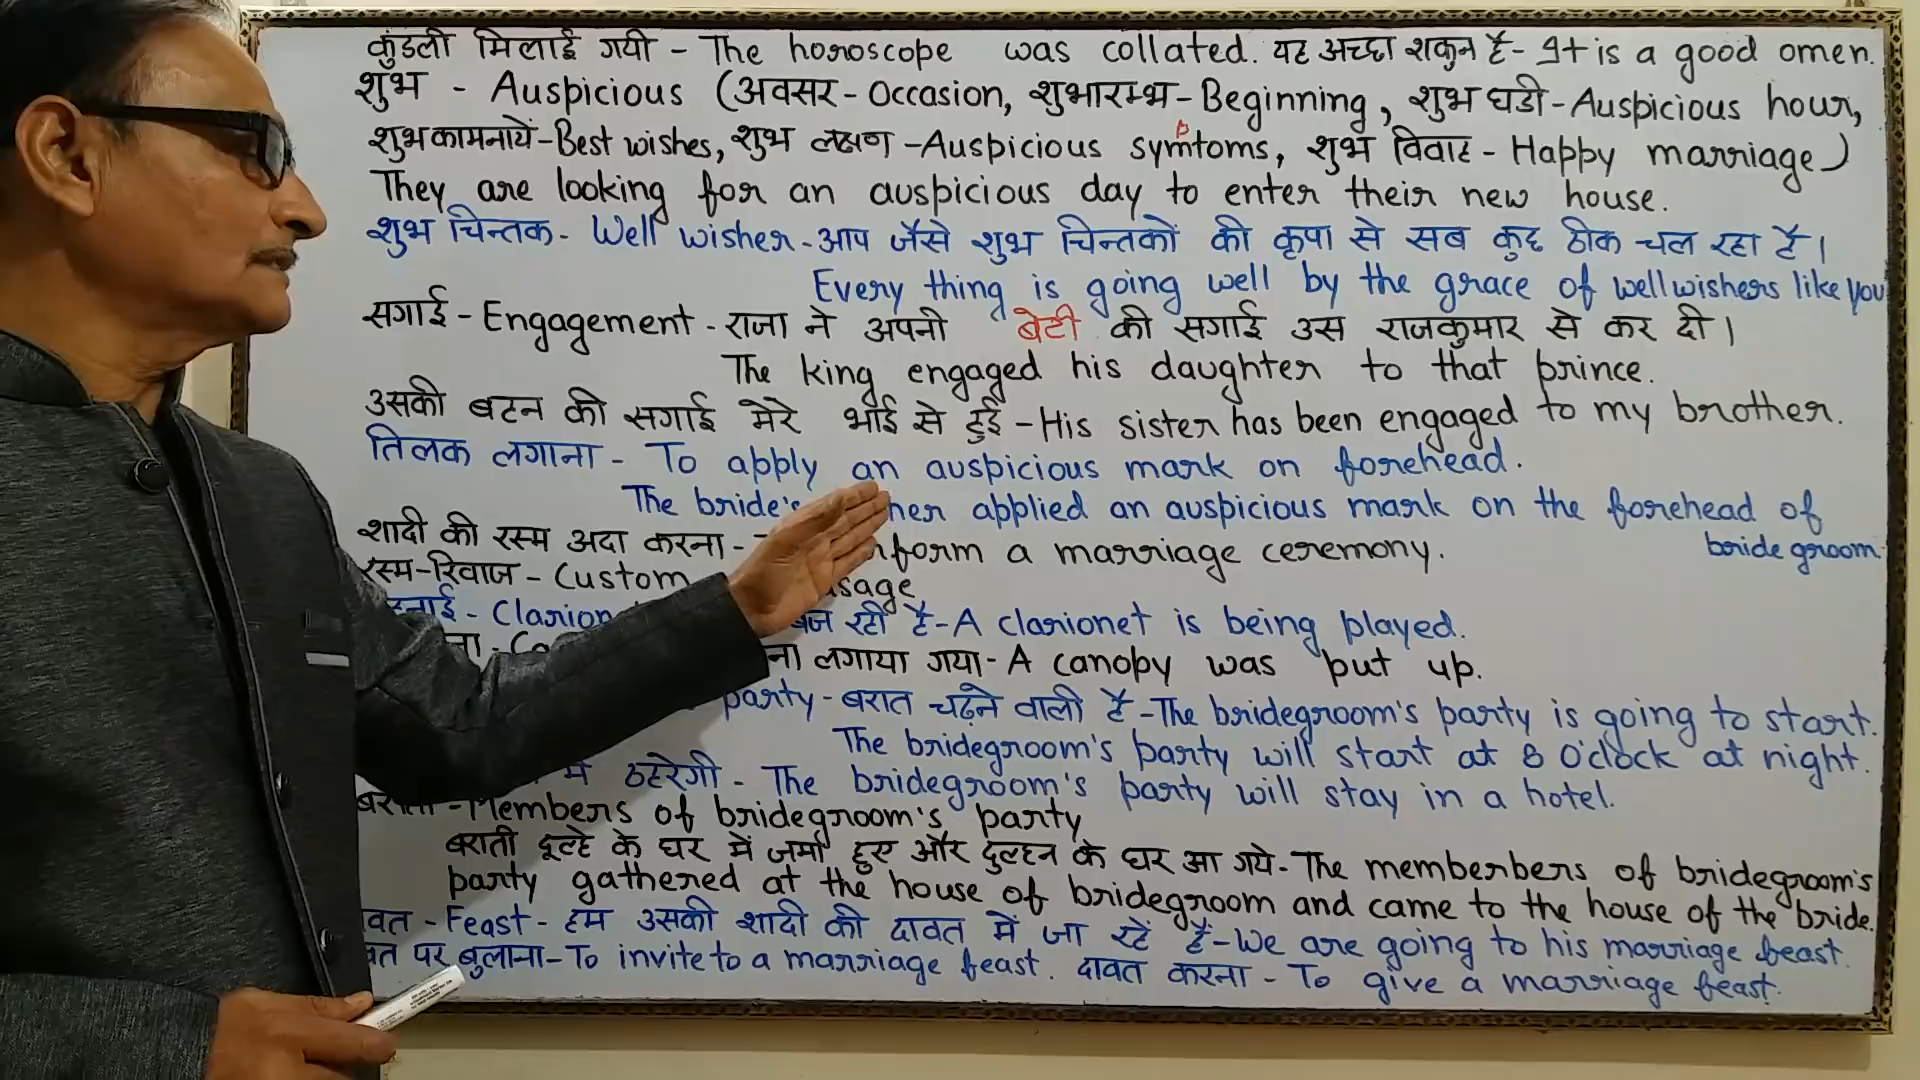 कुंडली मिलाई गयी - The horoscope was collated. यह अच्छा शकुन है - It is a good omen.
शुभ - Auspicious (अवसर - Occasion, शुभारम्भ - Beginning, शुभ घडी - Auspicious hour,
शुभकामनायें - Best wishes, शुभ लक्षण - Auspicious symptoms, शुभ विवाह - Happy marriage)
They are looking for an auspicious day to enter their new house.
शुभ चिन्तक - Well wisher - आप जैसे शुभ चिन्तकों की कृपा से सब कुछ ठीक चल रहा है।
Every thing is going well by the grace of wellwishers like you
सगाई - Engagement - राजा ने अपनी बेटी की सगाई उस राजकुमार से कर दी।
The king engaged his daughter to that prince.
उसकी बहन की सगाई मेरे भाई से हुई - His sister has been engaged to my brother.
तिलक लगाना - To apply an auspicious mark on forehead.
The bride's her applied an auspicious mark on the forehead of
bride groom
शादी की रस्म अदा करना - form a marriage ceremony.
रस्म-रिवाज - Custom sage
नाई - Clarion बज रही है - A clarionet is being played.
ना - Ca ना लगाया गया - A canopy was put up.
party - बरात चढ़ने वाली है - The bridegroom's party is going to start.
The bridegroom's party will start at 8 O'clock at night.
में ठहरेगी - The bridegroom's party will stay in a hotel.
बराती - Members of bridegroom's party
बराती दूल्हे के घर में जमा हुए और दुल्हन के घर आ गये - The memberbers of bridegroom's
party gathered at the house of bridegroom and came to the house of the bride.
वत - Feast - हम उसकी शादी की दावत में जा रहें हैं - We are going to his marriage feast.
वत पर बुलाना - To invite to a marriage feast. दावत करना - To give a marriage feast.